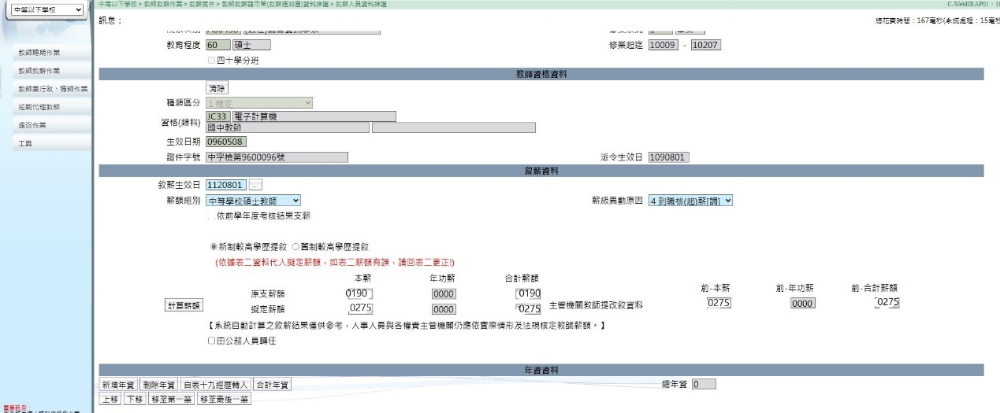 中等以下學校
中等以下學校 > 教師敘薪作業 > 敘薪案件 > 教師敘薪請示單(敘薪通知書)資料維護 > 敘薪人員資料維護
C-WebHRAP01：
訊息：
總花費時間：167毫秒(系統處理：15毫秒
教師聘期作業
教師敘薪作業
教師兼行政、導師作業
短期代理教師
線召作業
工具
教育程度 60 碩士 修業起迄 10009 - 10207
四十學分班
教師資格資料
清除
種類區分 1 檢定
資格(類科) JC33 電子計算機
國中教師
生效日期 0960508
證件字號 中字檢第9600096號 派令生效日 1090801
敘薪資料
敘薪生效日 1120801 ...
薪額組別 中等學校碩士教師 薪級異動原因 4 到職核(起)薪[調]
依前學年度考核結果支薪
新制較高學歷提敘 舊制較高學歷提敘
(依據表二資料代入擬定薪額，如表二薪額有誤，請回表二更正!)
本薪 年功薪 合計薪額 前-本薪 前-年功薪 前-合計薪額
原支薪額 0190 0000 0190
計算薪額 擬定薪額 0275 0000 0275 主管機關教師提改敘資料 0275 0000 0275
【系統自動計算之敘薪結果僅供參考，人事人員與各權責主管機關仍應依實際情形及法規核定教師薪額。】
由公務人員轉任
年資資料
新增年資 刪除年資 自表十九經歷轉入 合計年資 總年資 0
上移 下移 移至第一筆 移至最後一筆
重要訊息：